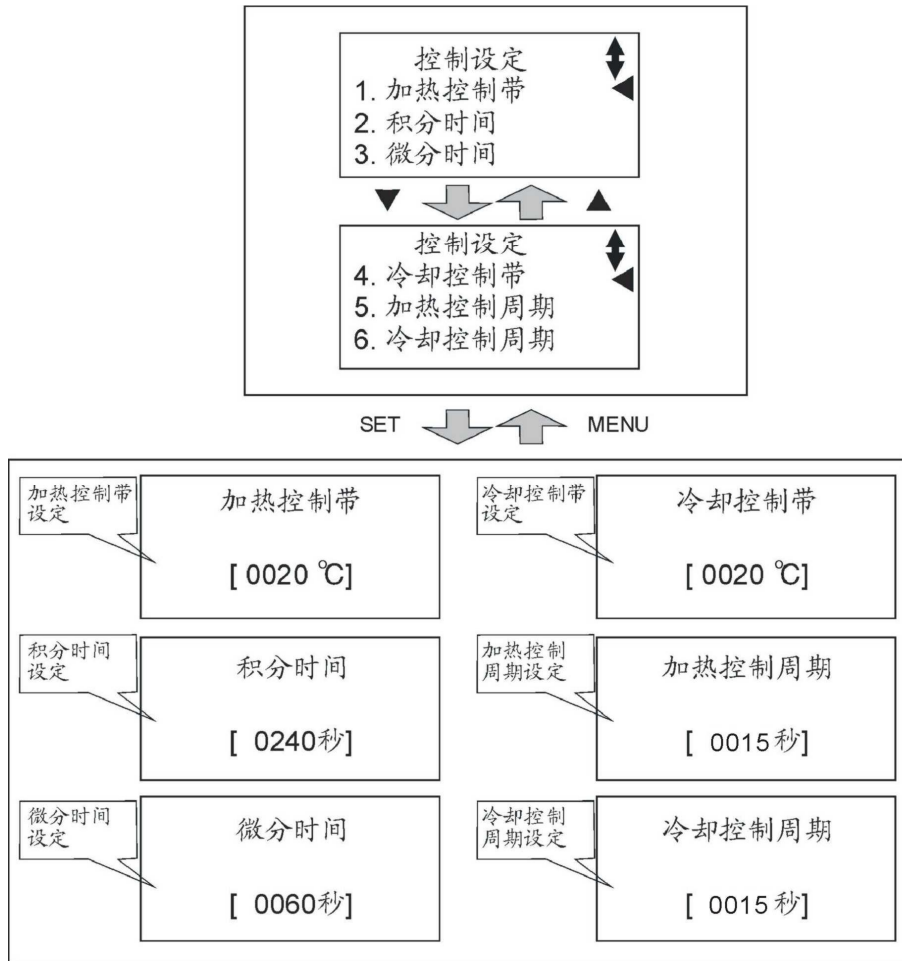 控制设定
1. 加热控制带
2. 积分时间
3. 微分时间
控制设定
4. 冷却控制带
5. 加热控制周期
6. 冷却控制周期
SET
MENU
加热控制带
设定
加热控制带
[ 0020 ℃]
冷却控制带
设定
冷却控制带
[ 0020 ℃]
积分时间
设定
积分时间
[ 0240秒]
加热控制
周期设定
加热控制周期
[ 0015秒]
微分时间
设定
微分时间
[ 0060秒]
冷却控制
周期设定
冷却控制周期
[ 0015秒]